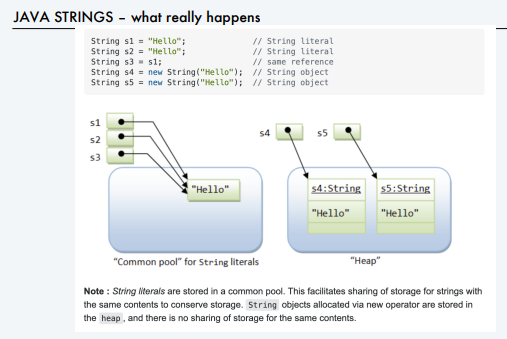 JAVA STRINGS – what really happens
String s1 = "Hello"; // String literal
String s2 = "Hello"; // String literal
String s3 = s1; // same reference
String s4 = new String("Hello"); // String object
String s5 = new String("Hello"); // String object
s1
s2
s3
s4
s5
"Hello"
s4:String
s5:String
"Hello"
"Hello"
"Common pool" for String literals
"Heap"
Note : String literals are stored in a common pool. This facilitates sharing of storage for strings with
the same contents to conserve storage. String objects allocated via new operator are stored in
the heap, and there is no sharing of storage for the same contents.